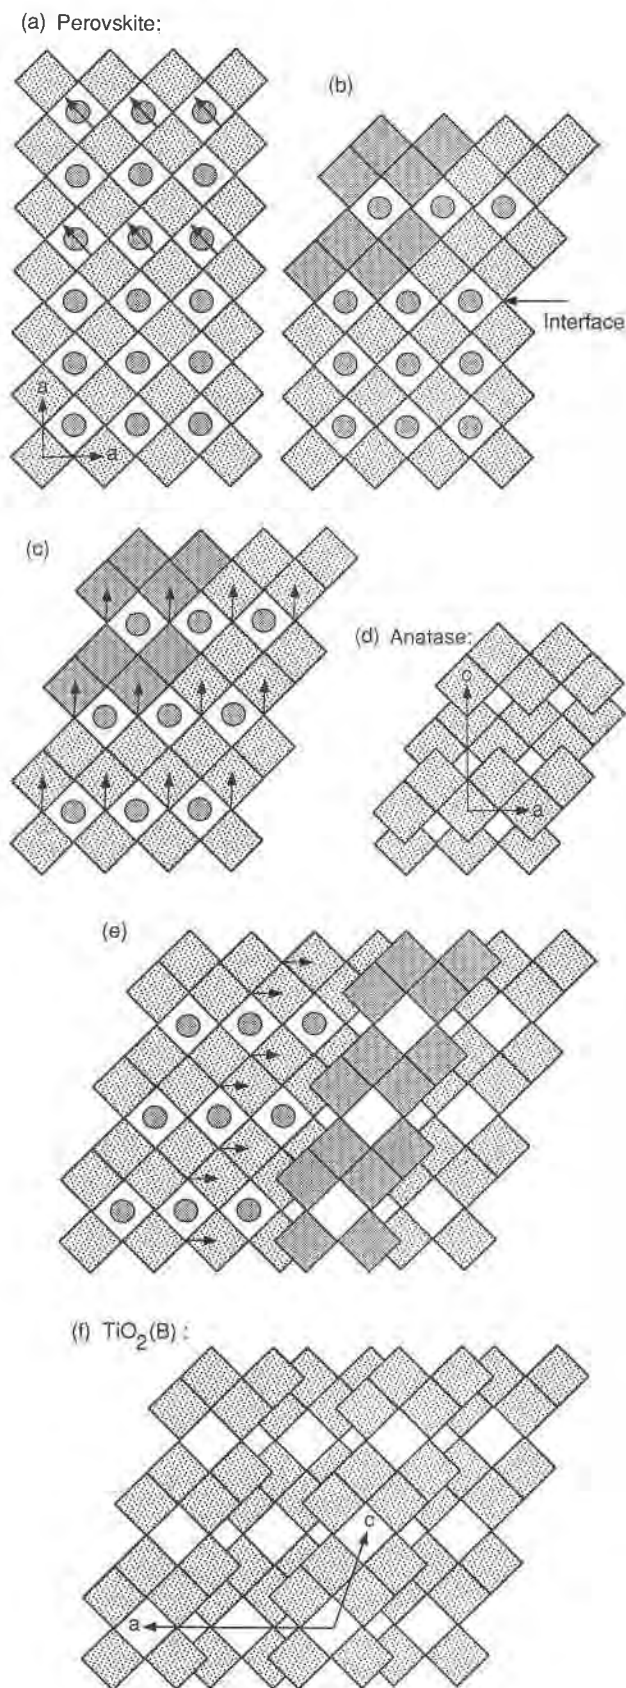 (a) Perovskite:
(b)
Interface
a
a
(c)
(d) Anatase:
c
a
(e)
(f) TiO₂(B) :
c
a